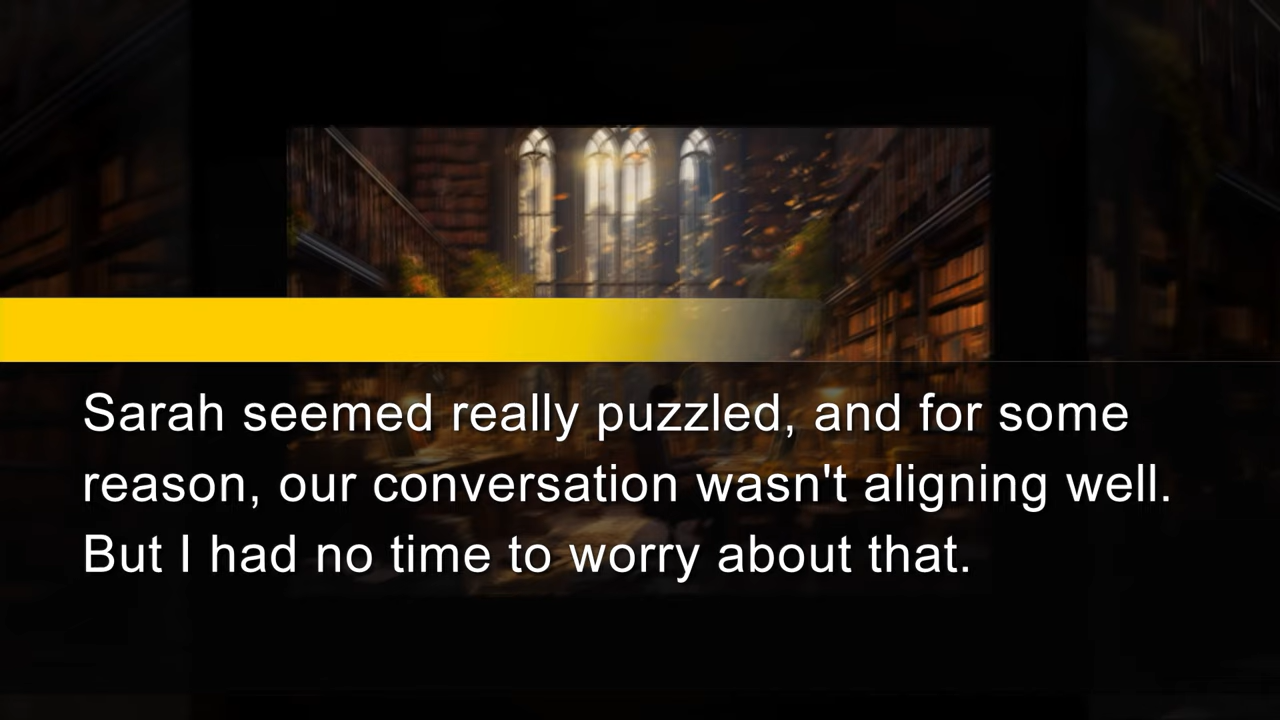 Sarah seemed really puzzled, and for some
reason, our conversation wasn't aligning well.
But I had no time to worry about that.